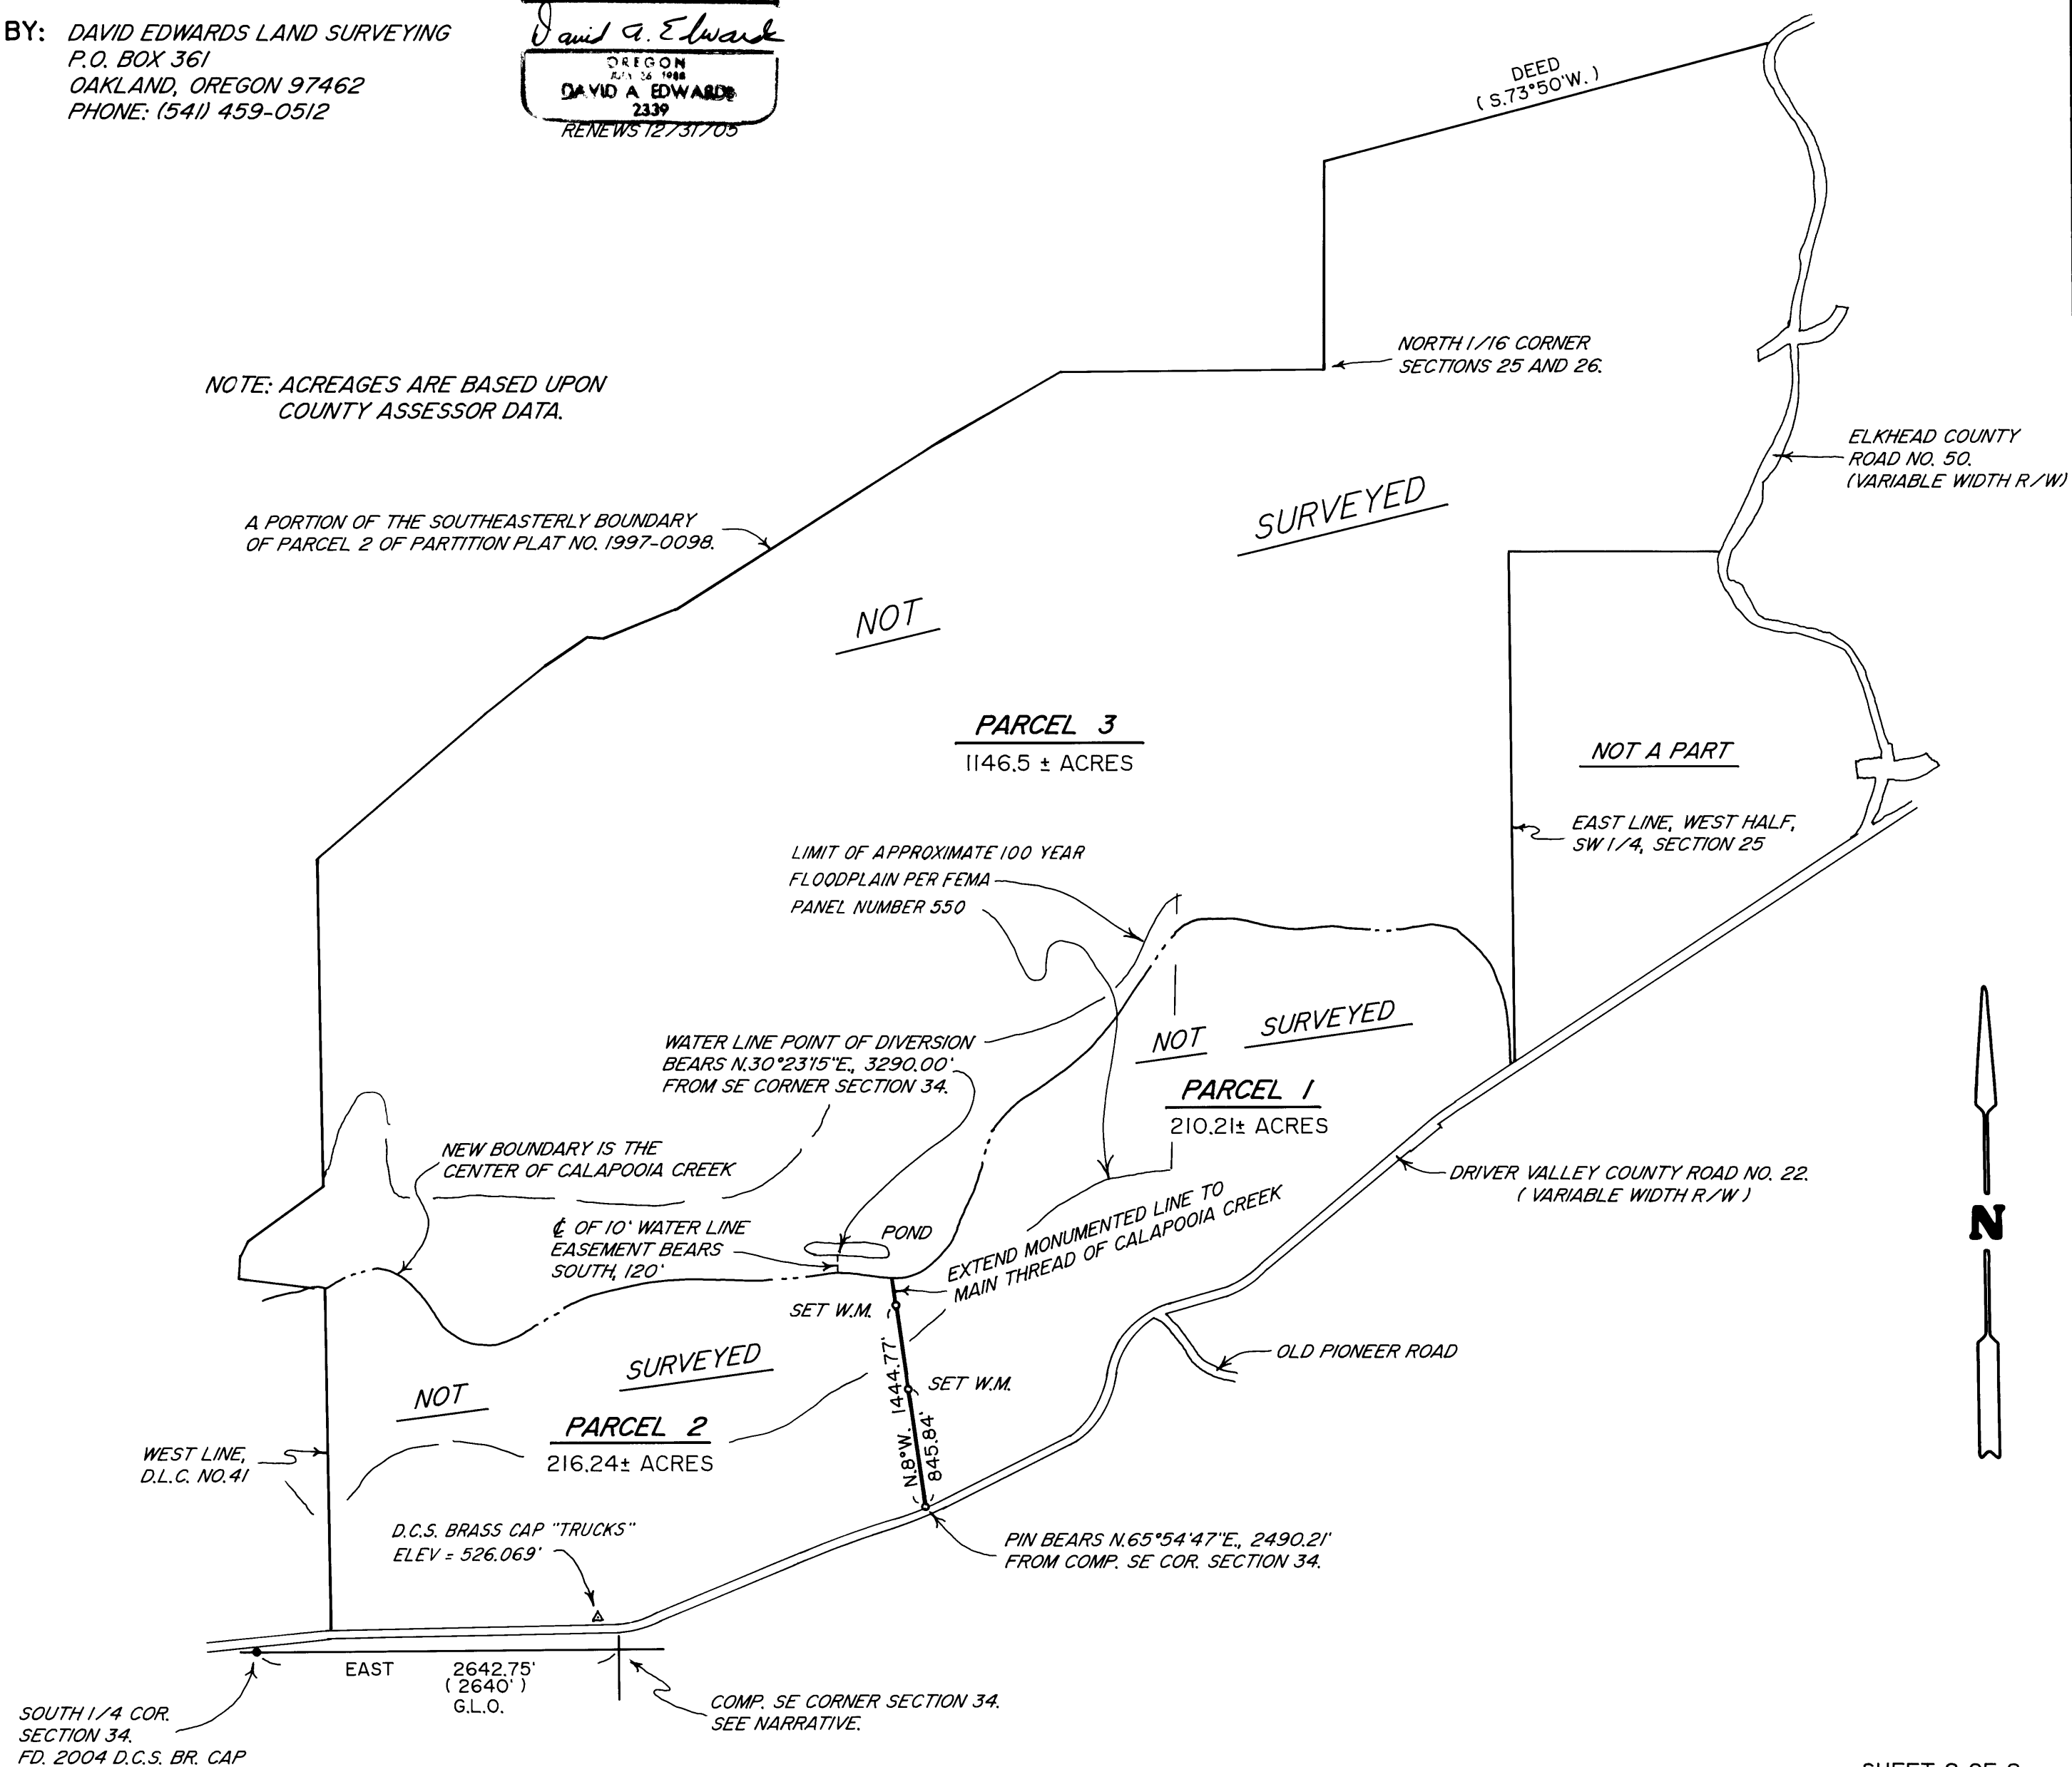 BY: DAVID EDWARDS LAND SURVEYING
P.O. BOX 361
OAKLAND, OREGON 97462
PHONE: (541) 459-0512
David A. Edwards
OREGON
JULY 26 1988
DAVID A EDWARDS
2339
RENEWS 12/31/05
DEED
( S.73°50'W. )
NORTH 1/16 CORNER
SECTIONS 25 AND 26.
NOTE: ACREAGES ARE BASED UPON
COUNTY ASSESSOR DATA.
ELKHEAD COUNTY
ROAD NO. 50.
(VARIABLE WIDTH R/W)
A PORTION OF THE SOUTHEASTERLY BOUNDARY
OF PARCEL 2 OF PARTITION PLAT NO. 1997-0098.
NOT SURVEYED
PARCEL 3
1146.5 ± ACRES
NOT A PART
EAST LINE, WEST HALF,
SW 1/4, SECTION 25
LIMIT OF APPROXIMATE 100 YEAR
FLOODPLAIN PER FEMA
PANEL NUMBER 550
WATER LINE POINT OF DIVERSION
BEARS N.30°23'15"E., 3290.00'
FROM SE CORNER SECTION 34.
NOT SURVEYED
PARCEL 1
210.21± ACRES
NEW BOUNDARY IS THE
CENTER OF CALAPOOIA CREEK
DRIVER VALLEY COUNTY ROAD NO. 22.
( VARIABLE WIDTH R/W )
℄ OF 10' WATER LINE
EASEMENT BEARS
SOUTH, 120'
POND
EXTEND MONUMENTED LINE TO
MAIN THREAD OF CALAPOOIA CREEK
N
SET W.M.
OLD PIONEER ROAD
SET W.M.
N.8°W. 1444.77'
845.84'
NOT SURVEYED
PARCEL 2
216.24± ACRES
WEST LINE,
D.L.C. NO.41
D.C.S. BRASS CAP "TRUCKS"
ELEV = 526.069'
PIN BEARS N.65°54'47"E., 2490.21'
FROM COMP. SE COR. SECTION 34.
EAST 2642.75'
( 2640' )
G.L.O.
COMP. SE CORNER SECTION 34.
SEE NARRATIVE.
SOUTH 1/4 COR.
SECTION 34.
FD. 2004 D.C.S. BR. CAP